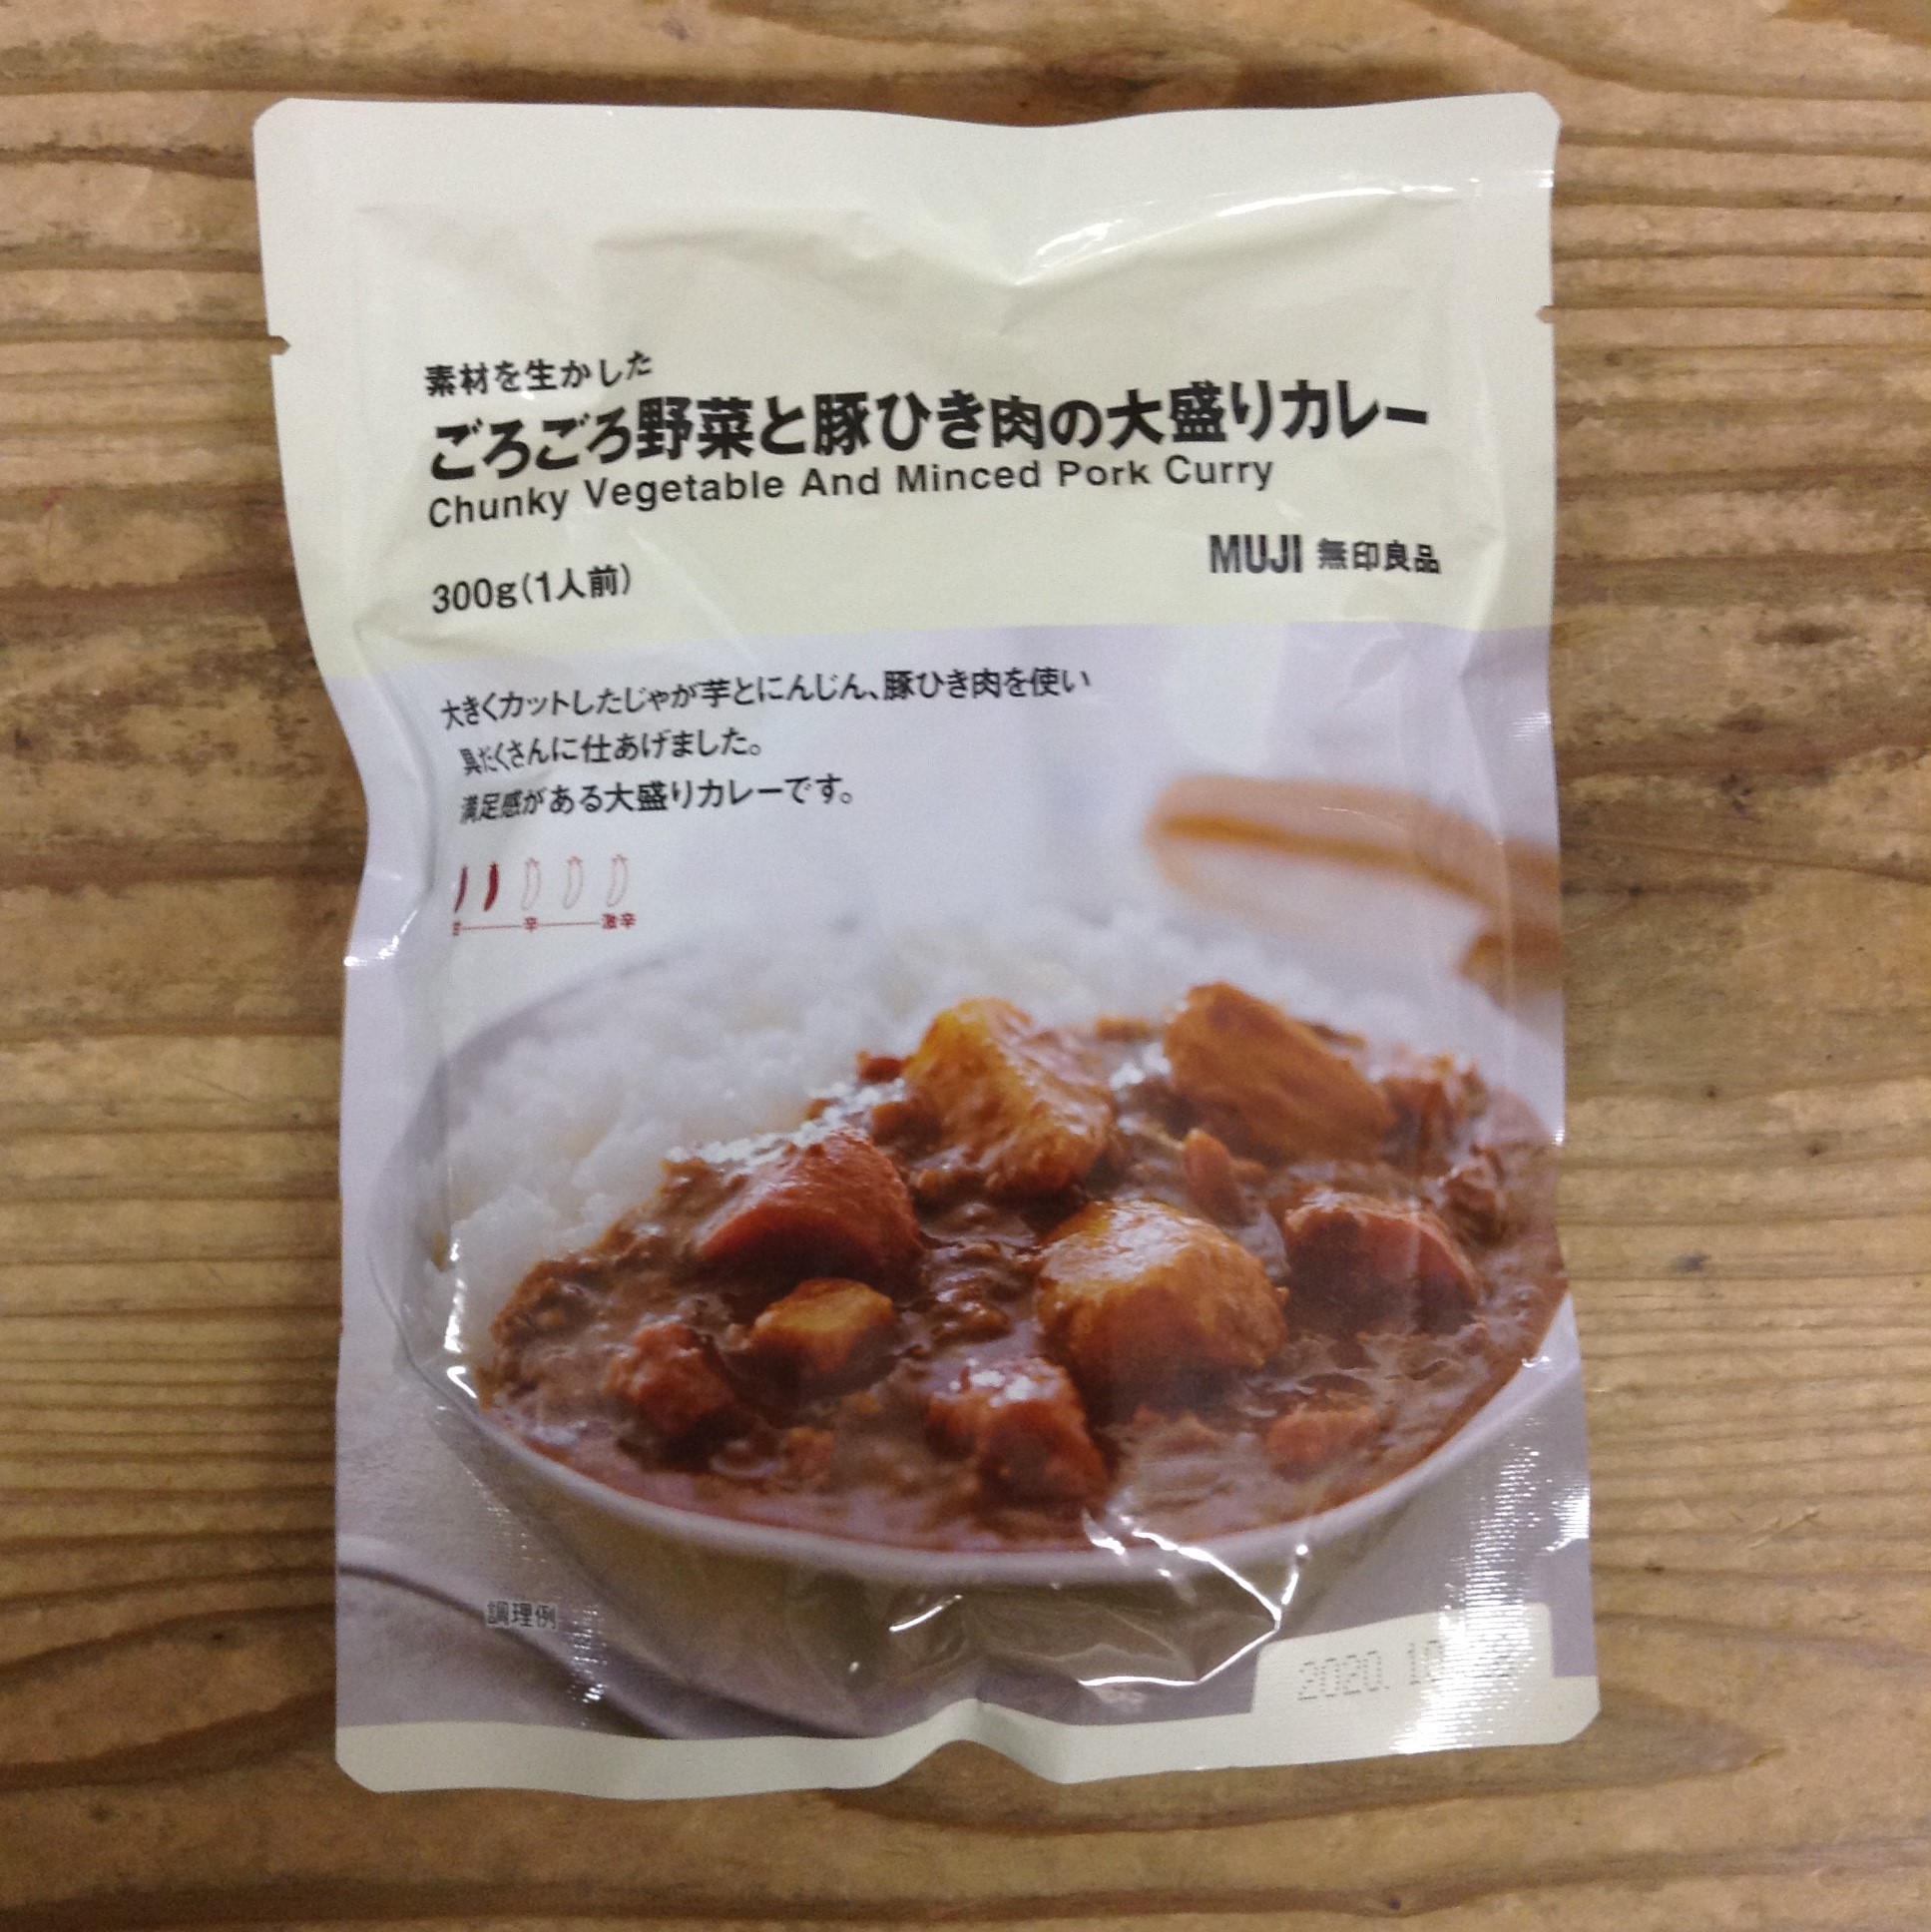 素材を生かした
ごろごろ野菜と豚ひき肉の大盛りカレー
Chunky Vegetable And Minced Pork Curry
MUJI 無印良品
300g(1人前)
大きくカットしたじゃが芋とにんじん、豚ひき肉を使い
具だくさんに仕あげました。
満足感がある大盛りカレーです。
辛 激辛
調理例
2020.